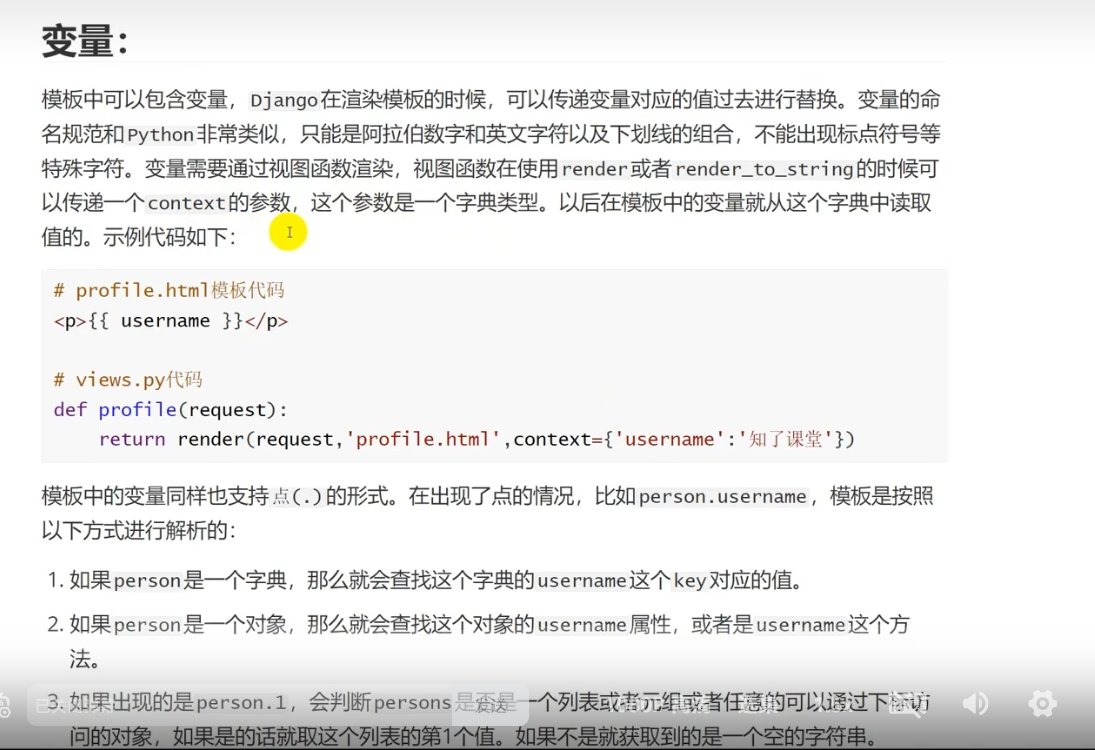 变量：
模板中可以包含变量，Django在渲染模板的时候，可以传递变量对应的值过去进行替换。变量的命
名规范和Python非常类似，只能是阿拉伯数字和英文字符以及下划线的组合，不能出现标点符号等
特殊字符。变量需要通过视图函数渲染，视图函数在使用render或者render_to_string的时候可
以传递一个context的参数，这个参数是一个字典类型。以后在模板中的变量就从这个字典中读取
值的。示例代码如下：
# profile.html模板代码
<p>{{ username }}</p>
# views.py代码
def profile(request):
    return render(request,'profile.html',context={'username':'知了课堂'})
模板中的变量同样也支持点(.)的形式。在出现了点的情况，比如person.username，模板是按照
以下方式进行解析的：
1. 如果person是一个字典，那么就会查找这个字典的username这个key对应的值。
2. 如果person是一个对象，那么就会查找这个对象的username属性，或者是username这个方
法。
3. 如果出现的是person.1，会判断persons是否是一个列表或者元组或者任意的可以通过下标访
问的对象，如果是的话就取这个列表的第1个值。如果不是就获取到的是一个空的字符串。